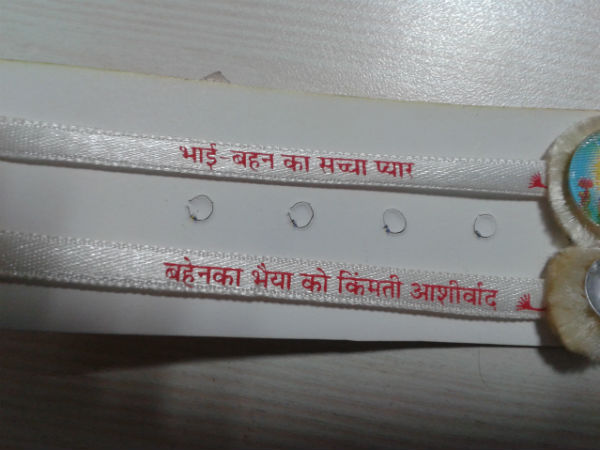 भाई-बहन का सच्चा प्यार
बहेनका भैया को किंमती आशीर्वाद